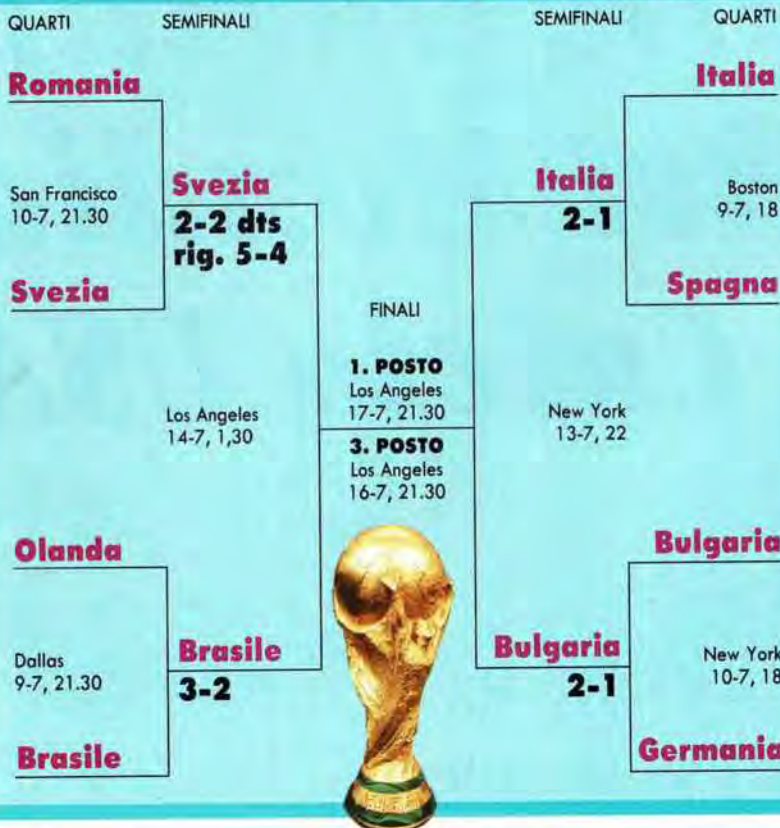 QUARTI SEMIFINALI SEMIFINALI QUARTI
Romania
San Francisco
10-7, 21.30
Svezia
Svezia
2-2 dts
rig. 5-4
Los Angeles
14-7, 1,30
Olanda
Dallas
9-7, 21.30
Brasile
Brasile
3-2
FINALI
1. POSTO
Los Angeles
17-7, 21.30
3. POSTO
Los Angeles
16-7, 21.30
Italia
2-1
New York
13-7, 22
Bulgaria
2-1
Italia
Boston
9-7, 18
Spagna
Bulgaria
New York
10-7, 18
Germania